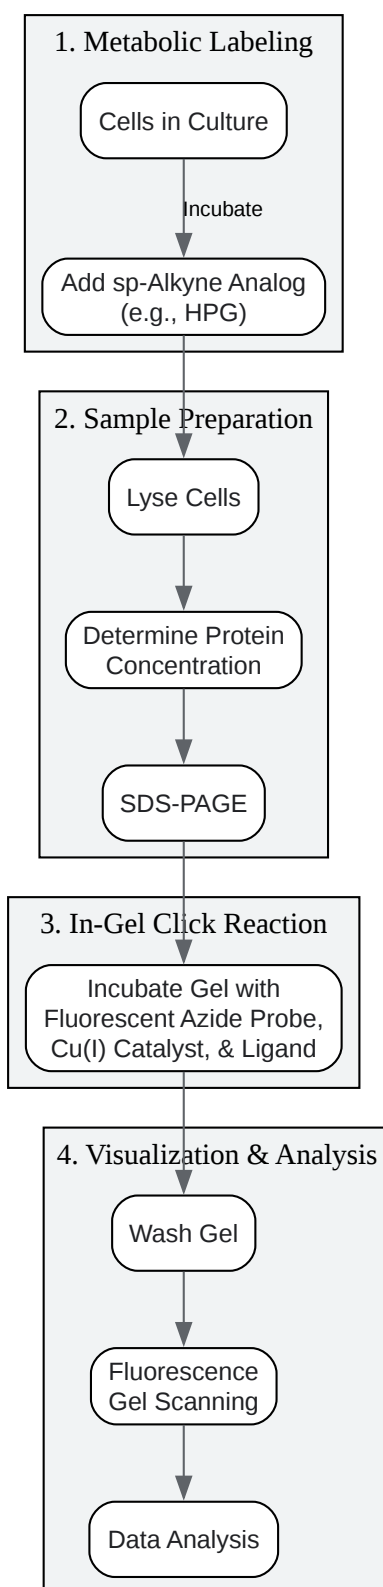 1. Metabolic Labeling
Cells in Culture
Incubate
Add sp-Alkyne Analog
(e.g., HPG)
2. Sample Preparation
Lyse Cells
Determine Protein
Concentration
SDS-PAGE
3. In-Gel Click Reaction
Incubate Gel with
Fluorescent Azide Probe,
Cu(I) Catalyst, & Ligand
4. Visualization & Analysis
Wash Gel
Fluorescence
Gel Scanning
Data Analysis